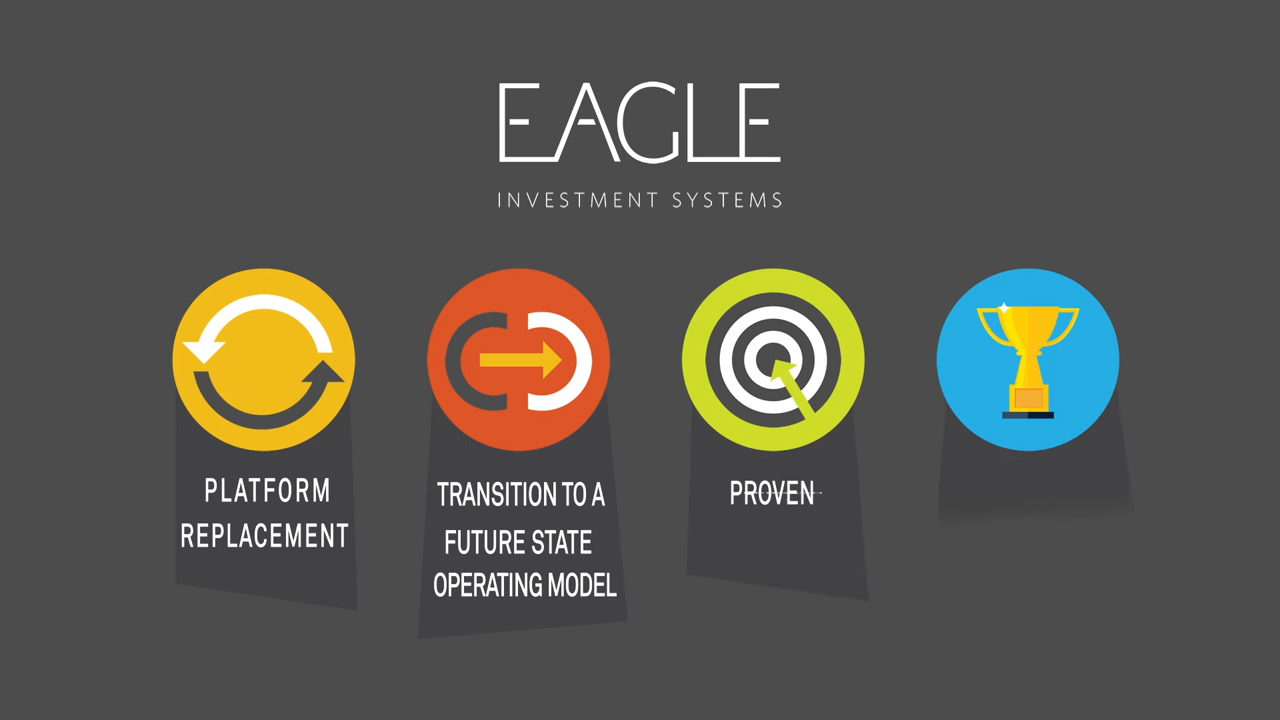 EAGLE
INVESTMENT SYSTEMS
PLATFORM
REPLACEMENT
TRANSITION TO A
FUTURE STATE
OPERATING MODEL
PROVEN